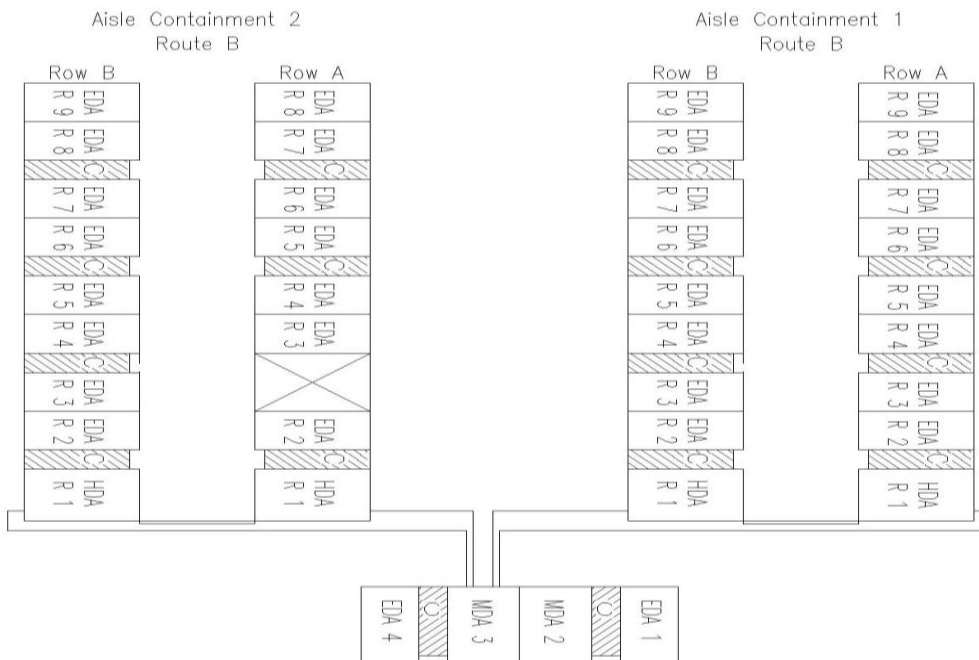 Aisle Containment 2
Route B
Row B
Row A
EDA R 9
EDA R 8
C
EDA R 7
EDA R 6
C
EDA R 5
EDA R 4
C
EDA R 3
EDA R 2
C
HDA R 1
EDA R 8
EDA R 7
C
EDA R 6
EDA R 5
C
EDA R 4
EDA R 3
EDA R 2
C
HDA R 1
Aisle Containment 1
Route B
Row B
Row A
EDA R 9
EDA R 8
C
EDA R 7
EDA R 6
C
EDA R 5
EDA R 4
C
EDA R 3
EDA R 2
C
HDA R 1
EDA R 9
EDA R 8
C
EDA R 7
EDA R 6
C
EDA R 5
EDA R 4
C
EDA R 3
EDA R 2
C
HDA R 1
EDA 4
C
MDA 3
MDA 2
C
EDA 1